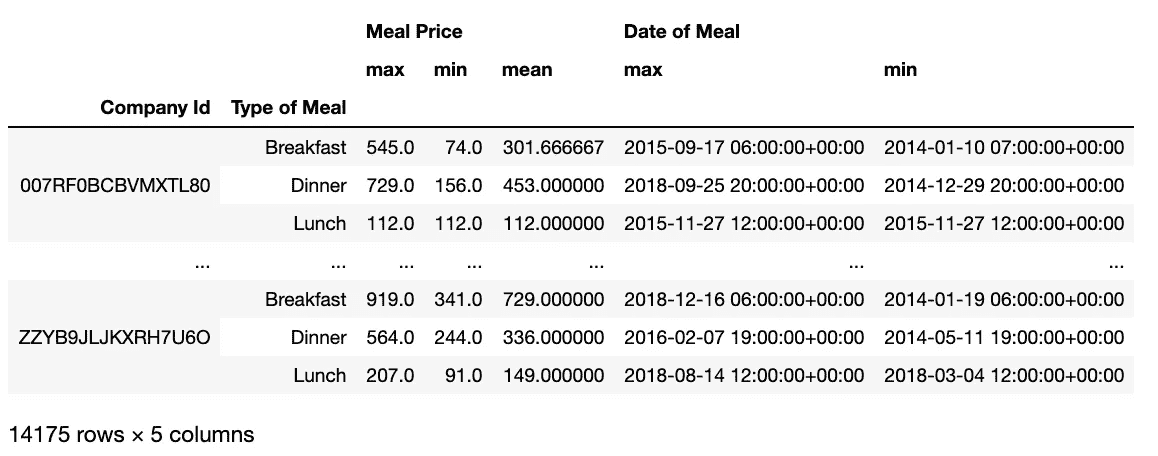 Meal Price Date of Meal
max min mean max min
Company Id Type of Meal
Breakfast 545.0 74.0 301.666667 2015-09-17 06:00:00+00:00 2014-01-10 07:00:00+00:00
007RF0BCBVMXTL80 Dinner 729.0 156.0 453.000000 2018-09-25 20:00:00+00:00 2014-12-29 20:00:00+00:00
Lunch 112.0 112.0 112.000000 2015-11-27 12:00:00+00:00 2015-11-27 12:00:00+00:00
... ... ... ... ... ... ...
Breakfast 919.0 341.0 729.000000 2018-12-16 06:00:00+00:00 2014-01-19 06:00:00+00:00
ZZYB9JLJKXRH7U6O Dinner 564.0 244.0 336.000000 2016-02-07 19:00:00+00:00 2014-05-11 19:00:00+00:00
Lunch 207.0 91.0 149.000000 2018-08-14 12:00:00+00:00 2018-03-04 12:00:00+00:00
14175 rows × 5 columns